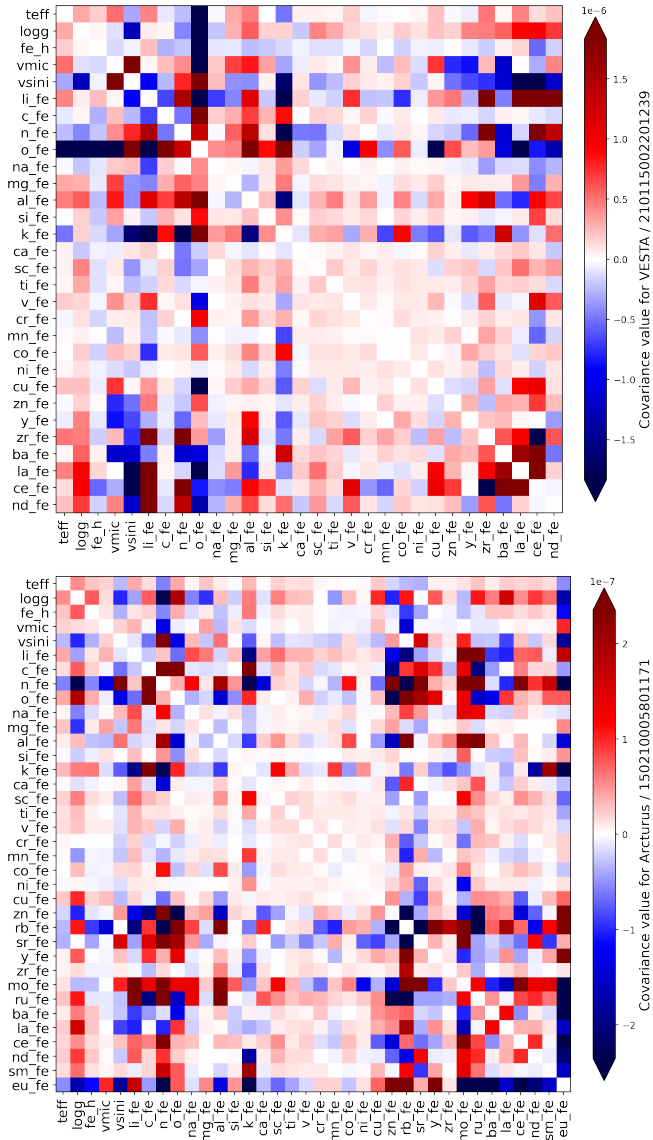 1e−6
teff
logg
fe_h
vmic
vsini
li_fe
c_fe
n_fe
o_fe
na_fe
mg_fe
al_fe
si_fe
k_fe
ca_fe
sc_fe
ti_fe
v_fe
cr_fe
mn_fe
co_fe
ni_fe
cu_fe
zn_fe
y_fe
zr_fe
ba_fe
la_fe
ce_fe
nd_fe
teff
logg
fe_h
vmic
vsini
li_fe
c_fe
n_fe
o_fe
na_fe
mg_fe
al_fe
si_fe
k_fe
ca_fe
sc_fe
ti_fe
v_fe
cr_fe
mn_fe
co_fe
ni_fe
cu_fe
zn_fe
y_fe
zr_fe
ba_fe
la_fe
ce_fe
nd_fe
1.5
1.0
0.5
0.0
−0.5
−1.0
−1.5
Covariance value for VESTA / 210115002201239
1e−7
teff
logg
fe_h
vmic
vsini
li_fe
c_fe
n_fe
o_fe
na_fe
mg_fe
al_fe
si_fe
k_fe
ca_fe
sc_fe
ti_fe
v_fe
cr_fe
mn_fe
co_fe
ni_fe
cu_fe
zn_fe
rb_fe
sr_fe
y_fe
zr_fe
mo_fe
ru_fe
ba_fe
la_fe
ce_fe
nd_fe
sm_fe
eu_fe
teff
logg
fe_h
vmic
vsini
li_fe
c_fe
n_fe
o_fe
na_fe
mg_fe
al_fe
si_fe
k_fe
ca_fe
sc_fe
ti_fe
v_fe
cr_fe
mn_fe
co_fe
ni_fe
cu_fe
zn_fe
rb_fe
sr_fe
y_fe
zr_fe
mo_fe
ru_fe
ba_fe
la_fe
ce_fe
nd_fe
sm_fe
eu_fe
2
1
0
−1
−2
Covariance value for Arcturus / 150210005801171